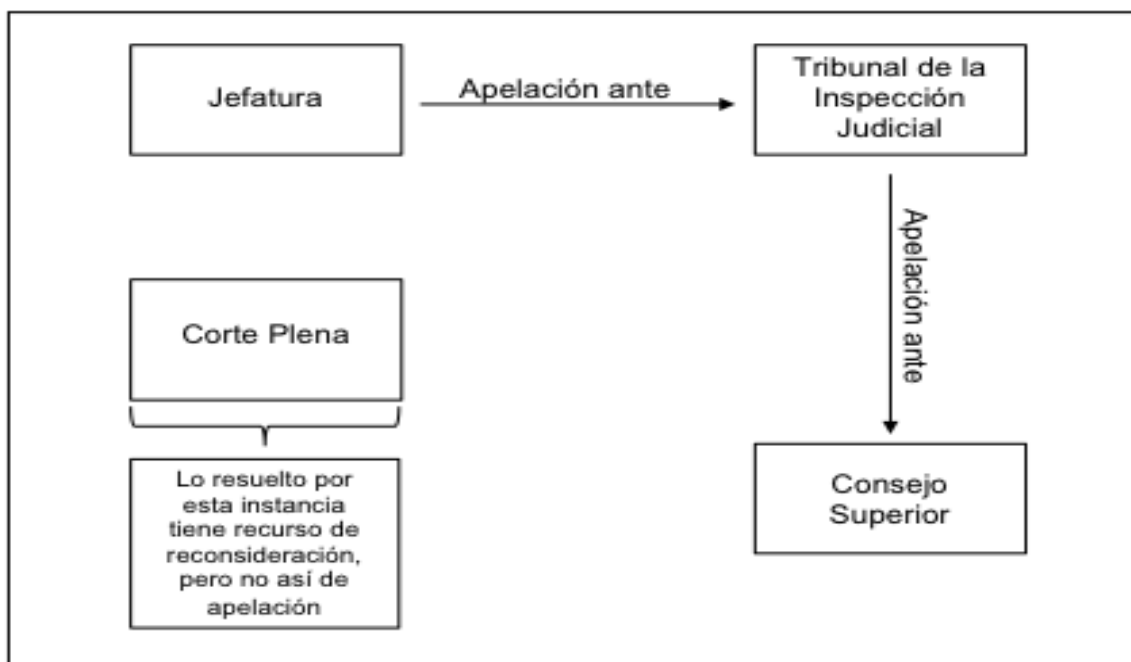 Jefatura
Apelación ante
Tribunal de la
Inspección
Judicial
Apelación ante
Corte Plena
Lo resuelto por
esta instancia
tiene recurso de
reconsideración,
pero no así de
apelación
Consejo
Superior